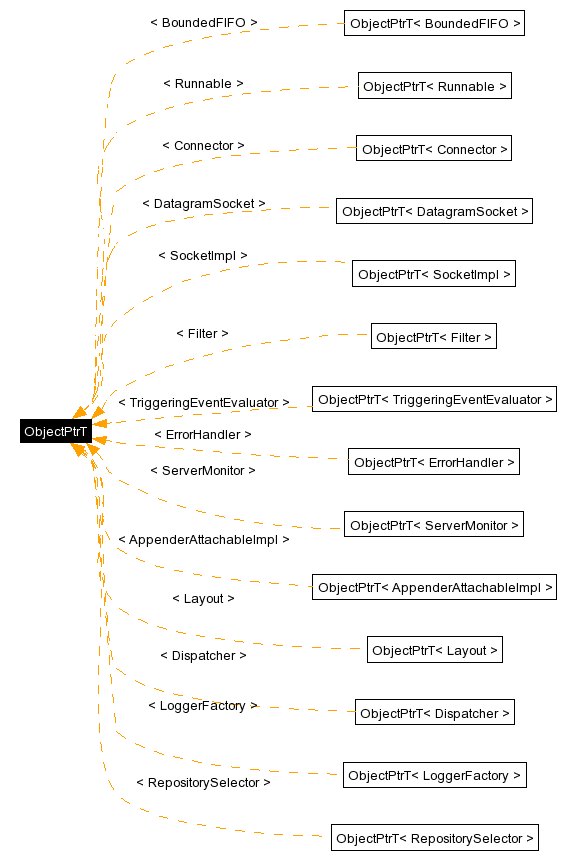 < BoundedFIFO >
ObjectPtrT< BoundedFIFO >
< Runnable >
ObjectPtrT< Runnable >
< Connector >
ObjectPtrT< Connector >
< DatagramSocket >
ObjectPtrT< DatagramSocket >
< SocketImpl >
ObjectPtrT< SocketImpl >
< Filter >
ObjectPtrT< Filter >
< TriggeringEventEvaluator >
ObjectPtrT< TriggeringEventEvaluator >
ObjectPtrT
< ErrorHandler >
ObjectPtrT< ErrorHandler >
< ServerMonitor >
ObjectPtrT< ServerMonitor >
< AppenderAttachableImpl >
ObjectPtrT< AppenderAttachableImpl >
< Layout >
ObjectPtrT< Layout >
< Dispatcher >
ObjectPtrT< Dispatcher >
< LoggerFactory >
ObjectPtrT< LoggerFactory >
< RepositorySelector >
ObjectPtrT< RepositorySelector >